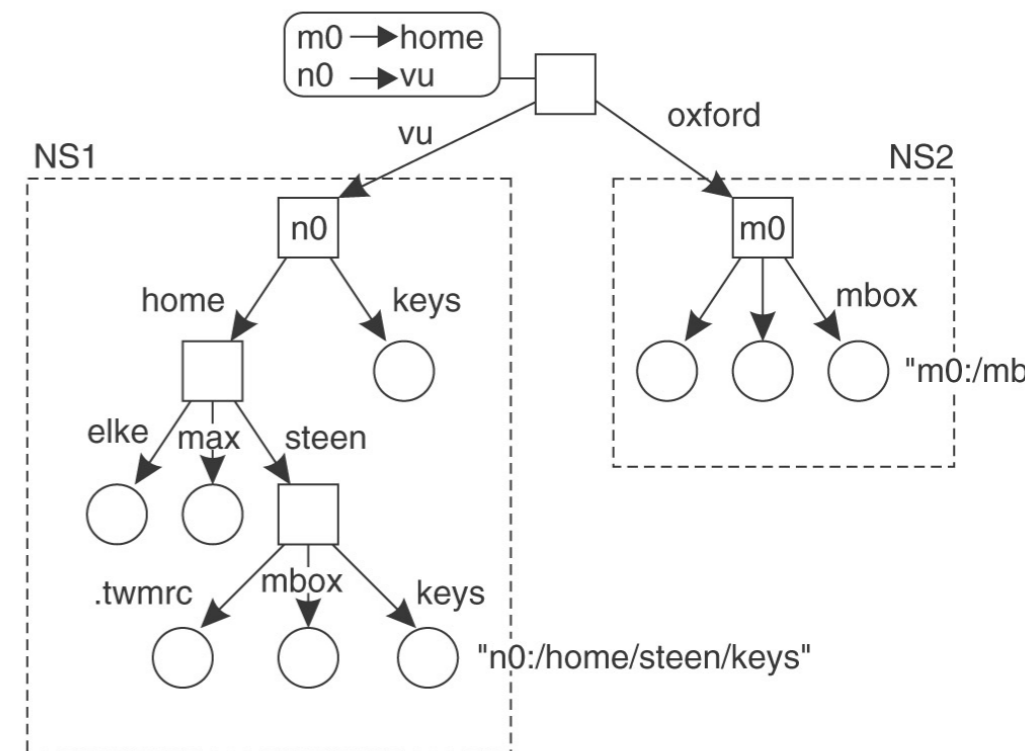 m0 → home
n0 → vu
vu
oxford
NS1
NS2
n0
m0
home
keys
mbox
"m0:/mb
elke
max
steen
.twmrc
mbox
keys
"n0:/home/steen/keys"